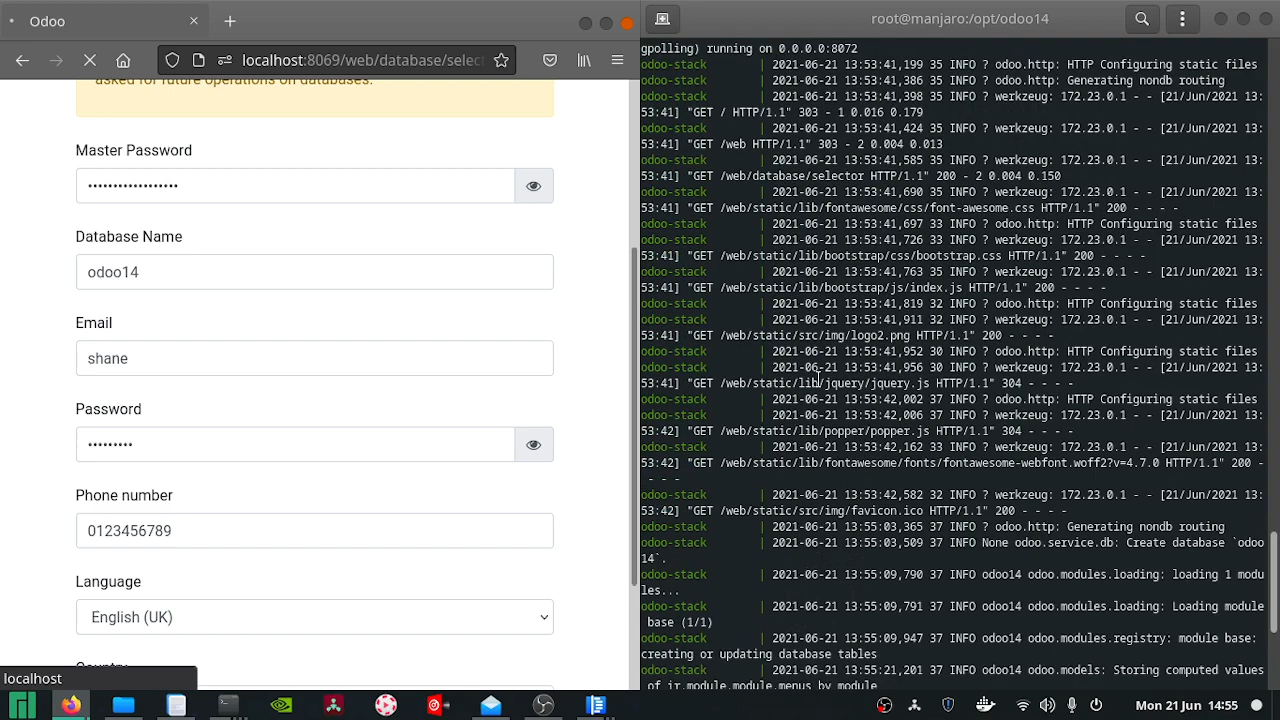 Odoo
localhost:8069/web/database/selec
asked for future operations on databases.
Master Password
••••••••••••••••••
Database Name
odoo14
Email
shane
Password
•••••••••
Phone number
0123456789
Language
English (UK)
Country
localhost
root@manjaro:/opt/odoo14
gpolling) running on 0.0.0.0:8072
odoo-stack | 2021-06-21 13:53:41,199 35 INFO ? odoo.http: HTTP Configuring static files
odoo-stack | 2021-06-21 13:53:41,386 35 INFO ? odoo.http: Generating nondb routing
odoo-stack | 2021-06-21 13:53:41,398 35 INFO ? werkzeug: 172.23.0.1 - - [21/Jun/2021 13:
53:41] "GET / HTTP/1.1" 303 - 1 0.016 0.179
odoo-stack | 2021-06-21 13:53:41,424 35 INFO ? werkzeug: 172.23.0.1 - - [21/Jun/2021 13:
53:41] "GET /web HTTP/1.1" 303 - 2 0.004 0.013
odoo-stack | 2021-06-21 13:53:41,585 35 INFO ? werkzeug: 172.23.0.1 - - [21/Jun/2021 13:
53:41] "GET /web/database/selector HTTP/1.1" 200 - 2 0.004 0.150
odoo-stack | 2021-06-21 13:53:41,690 35 INFO ? werkzeug: 172.23.0.1 - - [21/Jun/2021 13:
53:41] "GET /web/static/lib/fontawesome/css/font-awesome.css HTTP/1.1" 200 - - - -
odoo-stack | 2021-06-21 13:53:41,697 33 INFO ? odoo.http: HTTP Configuring static files
odoo-stack | 2021-06-21 13:53:41,726 33 INFO ? werkzeug: 172.23.0.1 - - [21/Jun/2021 13:
53:41] "GET /web/static/lib/bootstrap/css/bootstrap.css HTTP/1.1" 200 - - - -
odoo-stack | 2021-06-21 13:53:41,763 35 INFO ? werkzeug: 172.23.0.1 - - [21/Jun/2021 13:
53:41] "GET /web/static/lib/bootstrap/js/index.js HTTP/1.1" 200 - - - -
odoo-stack | 2021-06-21 13:53:41,819 32 INFO ? odoo.http: HTTP Configuring static files
odoo-stack | 2021-06-21 13:53:41,911 32 INFO ? werkzeug: 172.23.0.1 - - [21/Jun/2021 13:
53:41] "GET /web/static/src/img/logo2.png HTTP/1.1" 200 - - - -
odoo-stack | 2021-06-21 13:53:41,952 30 INFO ? odoo.http: HTTP Configuring static files
odoo-stack | 2021-06-21 13:53:41,956 30 INFO ? werkzeug: 172.23.0.1 - - [21/Jun/2021 13:
53:41] "GET /web/static/lib/jquery/jquery.js HTTP/1.1" 304 - - - -
odoo-stack | 2021-06-21 13:53:42,002 37 INFO ? odoo.http: HTTP Configuring static files
odoo-stack | 2021-06-21 13:53:42,006 37 INFO ? werkzeug: 172.23.0.1 - - [21/Jun/2021 13:
53:42] "GET /web/static/lib/popper/popper.js HTTP/1.1" 304 - - - -
odoo-stack | 2021-06-21 13:53:42,162 33 INFO ? werkzeug: 172.23.0.1 - - [21/Jun/2021 13:
53:42] "GET /web/static/lib/fontawesome/fonts/fontawesome-webfont.woff2?v=4.7.0 HTTP/1.1" 200 -
- - -
odoo-stack | 2021-06-21 13:53:42,582 32 INFO ? werkzeug: 172.23.0.1 - - [21/Jun/2021 13:
53:42] "GET /web/static/src/img/favicon.ico HTTP/1.1" 200 - - - -
odoo-stack | 2021-06-21 13:55:03,365 37 INFO ? odoo.http: Generating nondb routing
odoo-stack | 2021-06-21 13:55:03,509 37 INFO None odoo.service.db: Create database `odoo
14`.
odoo-stack | 2021-06-21 13:55:09,790 37 INFO odoo14 odoo.modules.loading: loading 1 modu
les...
odoo-stack | 2021-06-21 13:55:09,791 37 INFO odoo14 odoo.modules.loading: Loading module
base (1/1)
odoo-stack | 2021-06-21 13:55:09,947 37 INFO odoo14 odoo.modules.registry: module base:
creating or updating database tables
odoo-stack | 2021-06-21 13:55:21,201 37 INFO odoo14 odoo.models: Storing computed values
of ir.module.module.menus_by_module
Mon 21 Jun 14:55